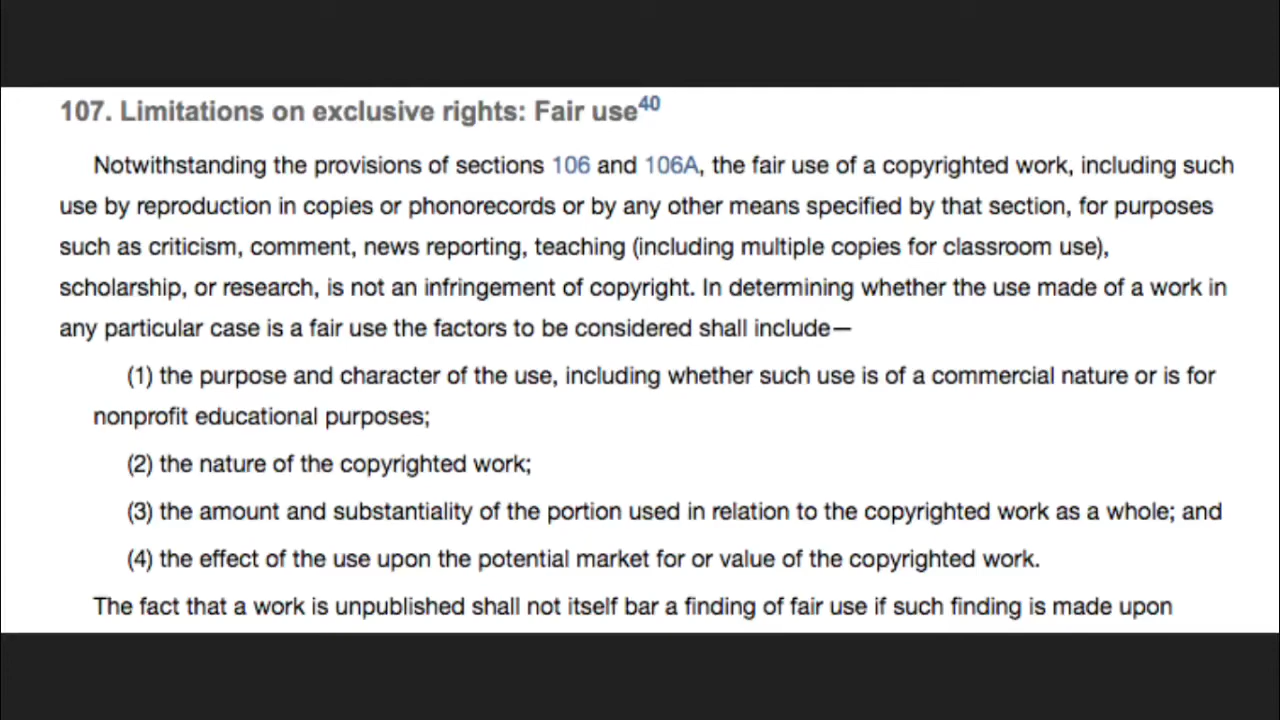 107. Limitations on exclusive rights: Fair use40
Notwithstanding the provisions of sections 106 and 106A, the fair use of a copyrighted work, including such
use by reproduction in copies or phonorecords or by any other means specified by that section, for purposes
such as criticism, comment, news reporting, teaching (including multiple copies for classroom use),
scholarship, or research, is not an infringement of copyright. In determining whether the use made of a work in
any particular case is a fair use the factors to be considered shall include—
(1) the purpose and character of the use, including whether such use is of a commercial nature or is for
nonprofit educational purposes;
(2) the nature of the copyrighted work;
(3) the amount and substantiality of the portion used in relation to the copyrighted work as a whole; and
(4) the effect of the use upon the potential market for or value of the copyrighted work.
The fact that a work is unpublished shall not itself bar a finding of fair use if such finding is made upon